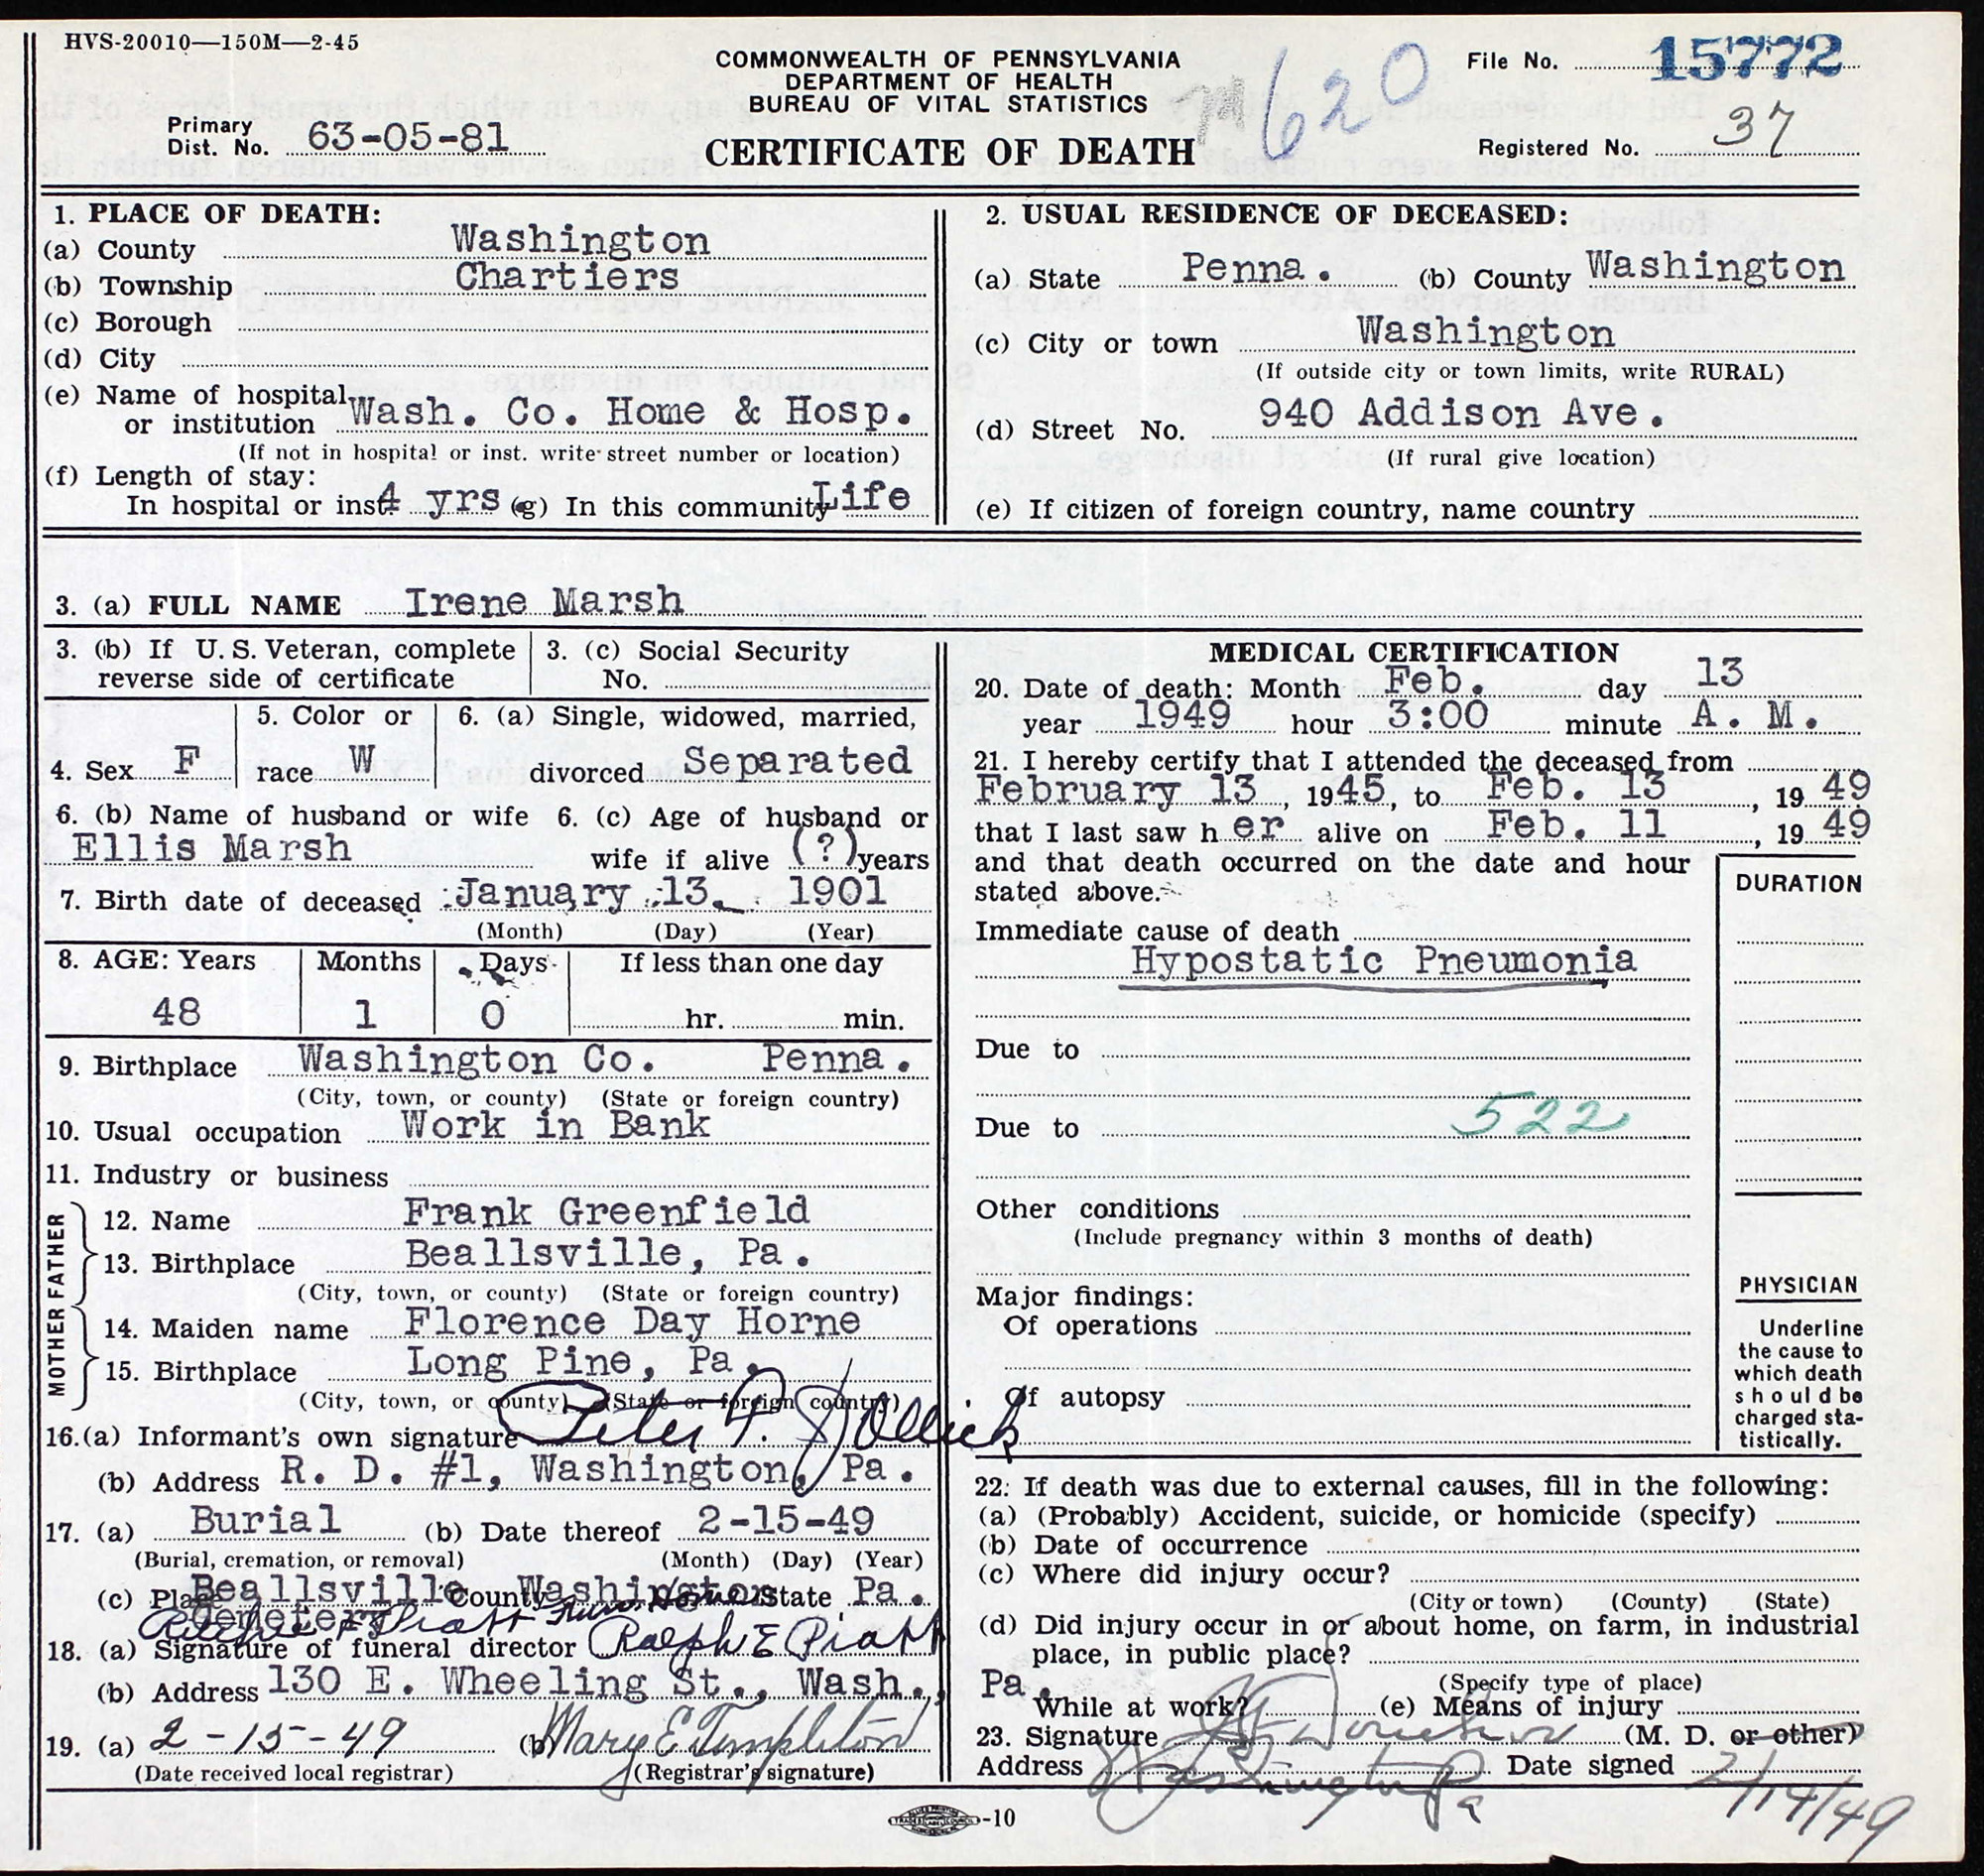 HVS-20010—150M—2-45
COMMONWEALTH OF PENNSYLVANIA
DEPARTMENT OF HEALTH
BUREAU OF VITAL STATISTICS
CERTIFICATE OF DEATH
620
File No. 15772
Primary
Dist. No. 63-05-81
Registered No. 37
1. PLACE OF DEATH:
(a) County Washington
(b) Township Chartiers
(c) Borough
(d) City
(e) Name of hospital
or institution Wash. Co. Home & Hosp.
(If not in hospital or inst. write street number or location)
(f) Length of stay:
In hospital or inst. 4 yrs (g) In this community Life
2. USUAL RESIDENCE OF DECEASED:
(a) State Penna. (b) County Washington
(c) City or town Washington
(If outside city or town limits, write RURAL)
(d) Street No. 940 Addison Ave.
(If rural give location)
(e) If citizen of foreign country, name country
3. (a) FULL NAME Irene Marsh
3. (b) If U. S. Veteran, complete
reverse side of certificate
3. (c) Social Security
No.
4. Sex F
5. Color or
race W
6. (a) Single, widowed, married,
divorced Separated
6. (b) Name of husband or wife
Ellis Marsh
6. (c) Age of husband or
wife if alive (?) years
7. Birth date of deceased January 13, 1901
(Month) (Day) (Year)
8. AGE: Years Months Days If less than one day
48 1 0 hr. min.
9. Birthplace Washington Co. Penna.
(City, town, or county) (State or foreign country)
10. Usual occupation Work in Bank
11. Industry or business
FATHER
12. Name Frank Greenfield
13. Birthplace Beallsville, Pa.
(City, town, or county) (State or foreign country)
MOTHER
14. Maiden name Florence Day Horne
15. Birthplace Long Pine, Pa.
(City, town, or county) (State or foreign country)
16.(a) Informant's own signature Peter F.
(b) Address R. D. #1, Washington, Pa.
17. (a) Burial (b) Date thereof 2-15-49
(Burial, cremation, or removal) (Month) (Day) (Year)
(c) Place Beallsville County Washington State Pa.
Cemetery
Piatt Fun. Home
18. (a) Signature of funeral director Ralph E Piatt
(b) Address 130 E. Wheeling St., Wash., Pa.
19. (a) 2-15-49 (b) Mary E Templeton
(Date received local registrar) (Registrar's signature)
MEDICAL CERTIFICATION
20. Date of death: Month Feb. day 13
year 1949 hour 3:00 minute A. M.
21. I hereby certify that I attended the deceased from
February 13, 1945, to Feb. 13, 1949
that I last saw her alive on Feb. 11, 1949
and that death occurred on the date and hour
stated above.
DURATION
Immediate cause of death
Hypostatic Pneumonia
Due to
Due to 522
Other conditions
(Include pregnancy within 3 months of death)
Major findings:
Of operations
Of autopsy
PHYSICIAN
Underline
the cause to
which death
should be
charged sta-
tistically.
22. If death was due to external causes, fill in the following:
(a) (Probably) Accident, suicide, or homicide (specify)
(b) Date of occurrence
(c) Where did injury occur?
(City or town) (County) (State)
(d) Did injury occur in or about home, on farm, in industrial
place, in public place?
(Specify type of place)
While at work? (e) Means of injury
23. Signature (M. D. or other)
Address Washington Pa Date signed 2/14/49
-10